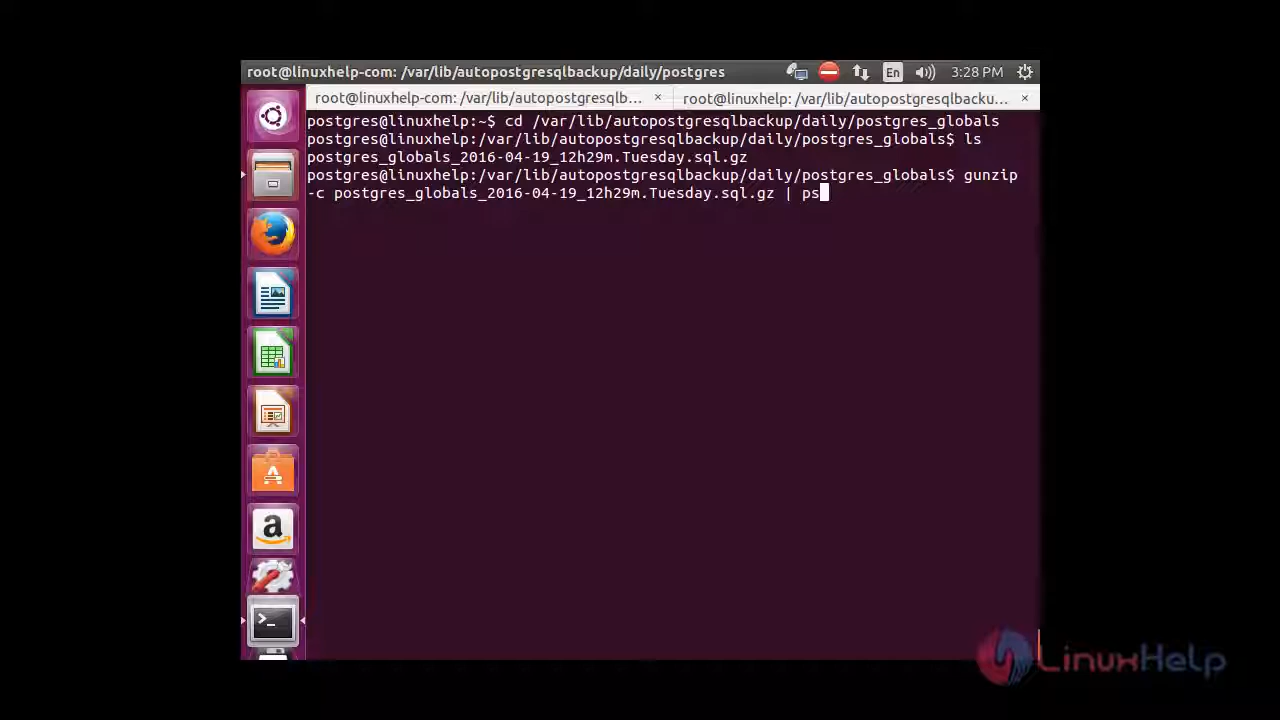 root@linuxhelp-com: /var/lib/autopostgresqlbackup/daily/postgres
En
3:28 PM
root@linuxhelp-com: /var/lib/autopostgresqlb... ×
root@linuxhelp: /var/lib/autopostgresqlbacku... ×
postgres@linuxhelp:~$ cd /var/lib/autopostgresqlbackup/daily/postgres_globals
postgres@linuxhelp:/var/lib/autopostgresqlbackup/daily/postgres_globals$ ls
postgres_globals_2016-04-19_12h29m.Tuesday.sql.gz
postgres@linuxhelp:/var/lib/autopostgresqlbackup/daily/postgres_globals$ gunzip
-c postgres_globals_2016-04-19_12h29m.Tuesday.sql.gz | ps
LinuxHelp